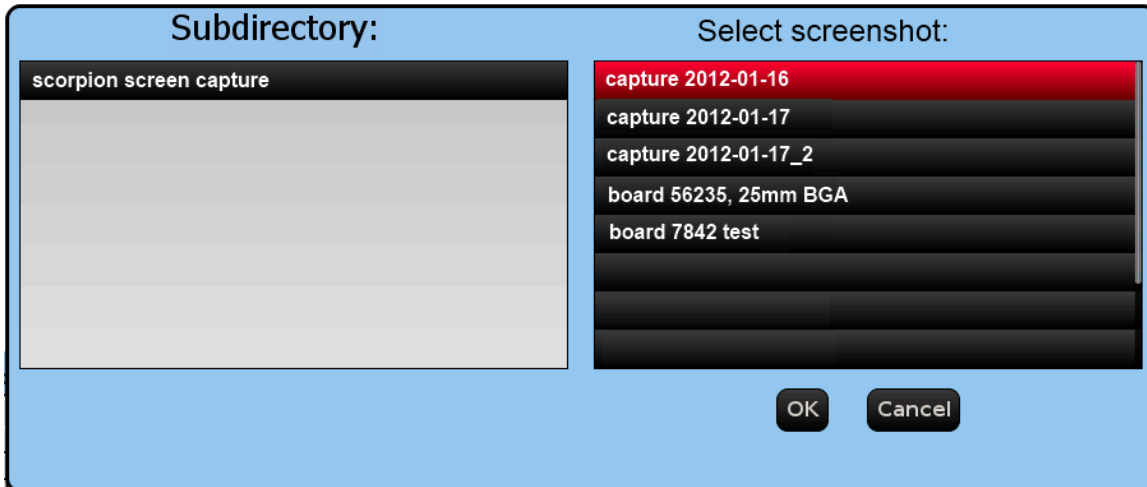 Subdirectory:
scorpion screen capture
Select screenshot:
capture 2012-01-16
capture 2012-01-17
capture 2012-01-17_2
board 56235, 25mm BGA
board 7842 test
OK
Cancel